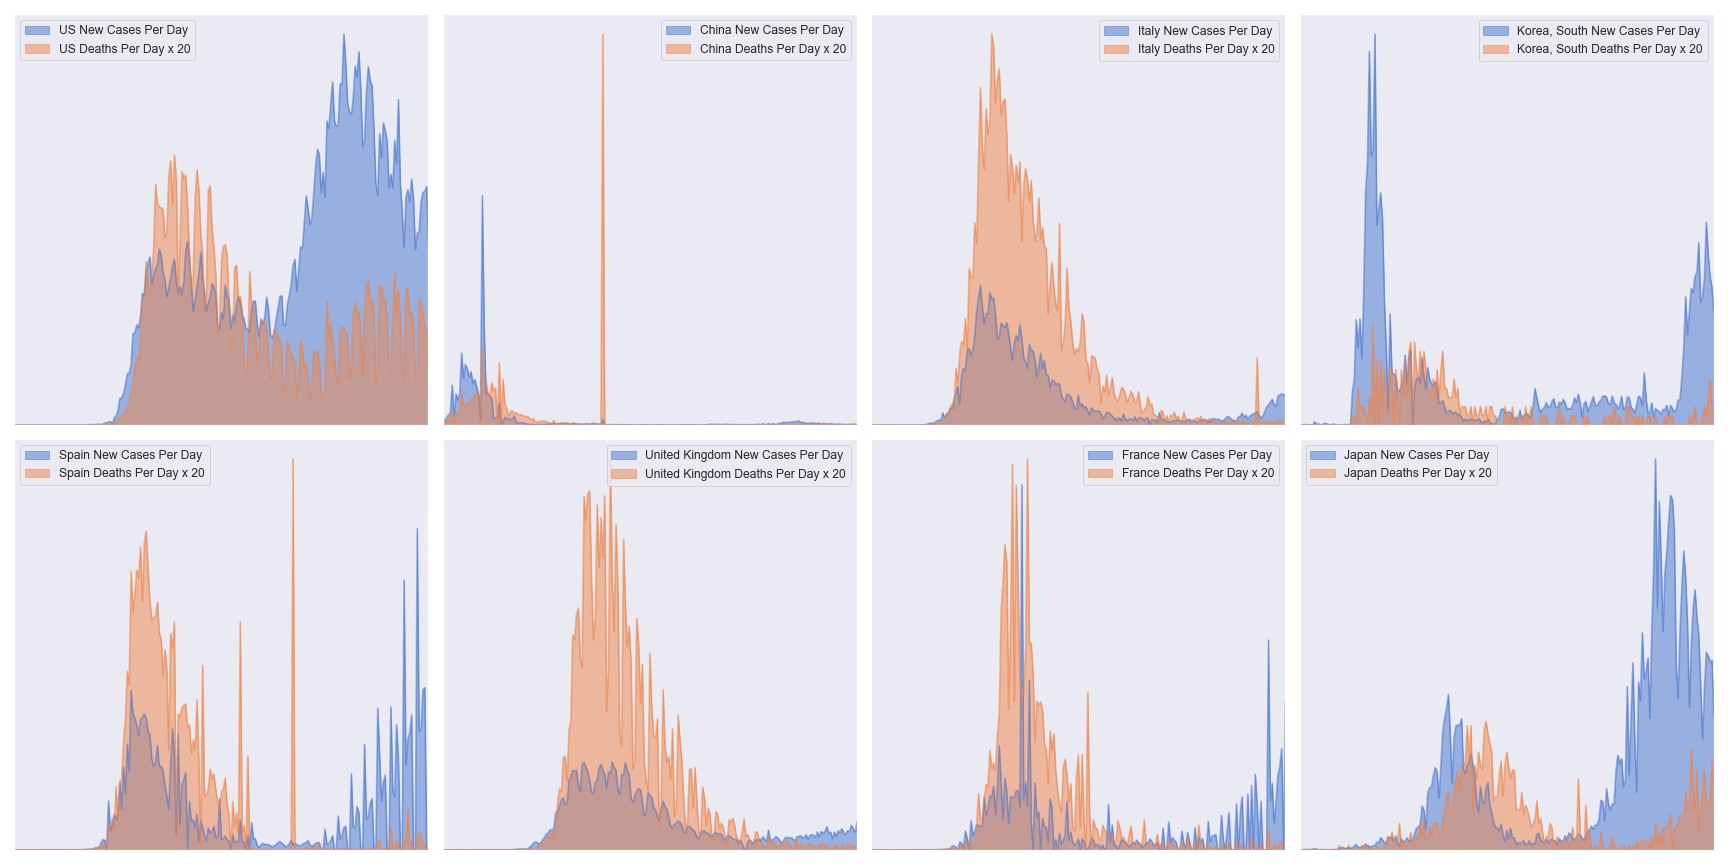 US New Cases Per Day
US Deaths Per Day x 20
China New Cases Per Day
China Deaths Per Day x 20
Italy New Cases Per Day
Italy Deaths Per Day x 20
Korea, South New Cases Per Day
Korea, South Deaths Per Day x 20
Spain New Cases Per Day
Spain Deaths Per Day x 20
United Kingdom New Cases Per Day
United Kingdom Deaths Per Day x 20
France New Cases Per Day
France Deaths Per Day x 20
Japan New Cases Per Day
Japan Deaths Per Day x 20